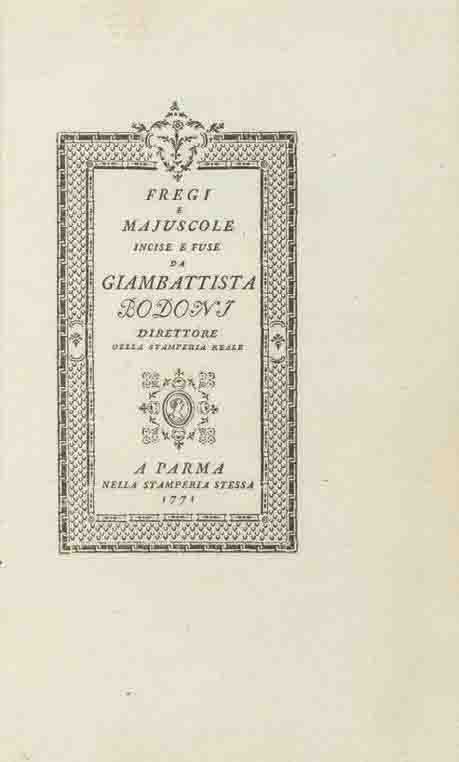 FREGI
E
MAJUSCOLE
INCISE E FUSE
DA
GIAMBATTISTA
BODONI
DIRETTORE
DELLA STAMPERIA REALE
A PARMA
NELLA STAMPERIA STESSA
1771